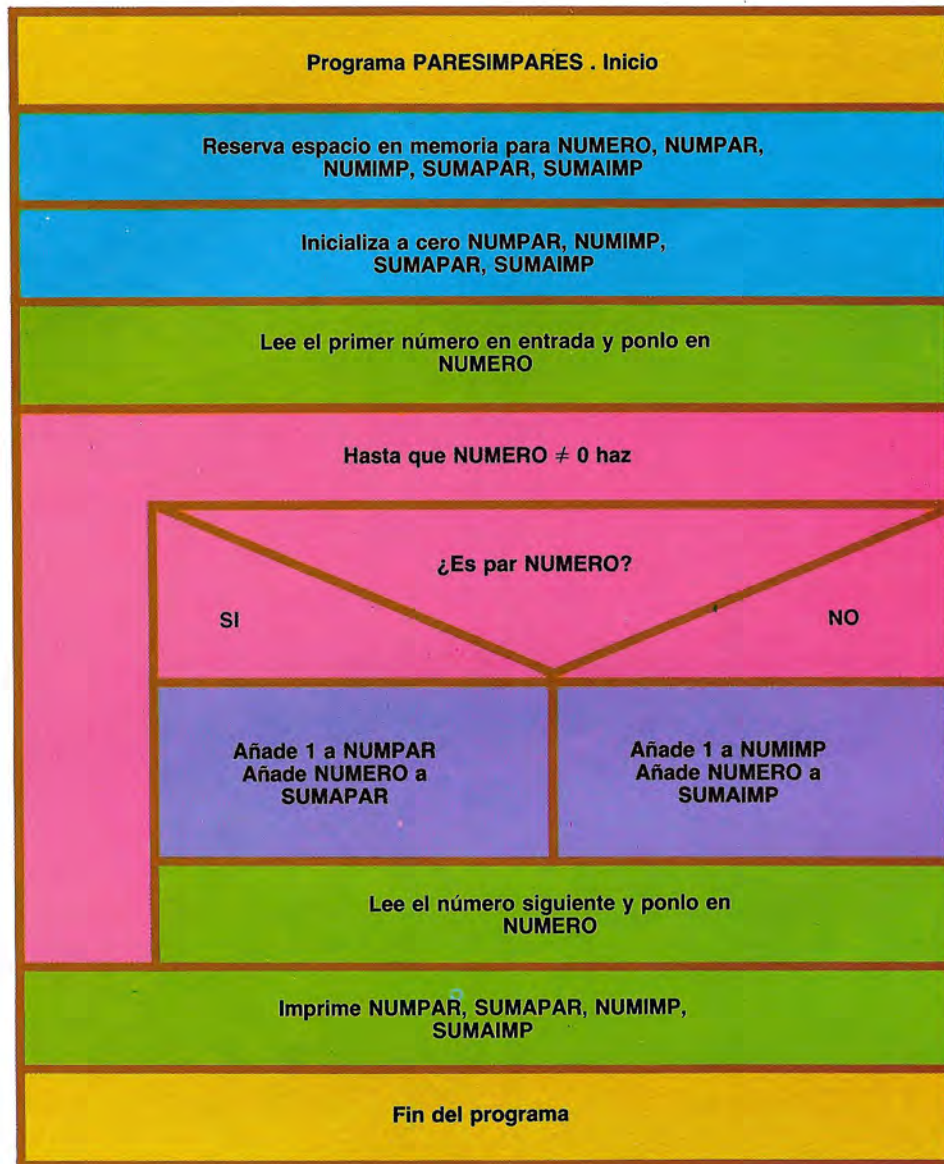 Programa PARESIMPARES . Inicio
Reserva espacio en memoria para NUMERO, NUMPAR,
NUMIMP, SUMAPAR, SUMAIMP
Inicializa a cero NUMPAR, NUMIMP,
SUMAPAR, SUMAIMP
Lee el primer número en entrada y ponlo en
NUMERO
Hasta que NUMERO ≠ 0 haz
¿Es par NUMERO?
SI
NO
Añade 1 a NUMPAR
Añade NUMERO a
SUMAPAR
Añade 1 a NUMIMP
Añade NUMERO a
SUMAIMP
Lee el número siguiente y ponlo en
NUMERO
Imprime NUMPAR, SUMAPAR, NUMIMP,
SUMAIMP
Fin del programa